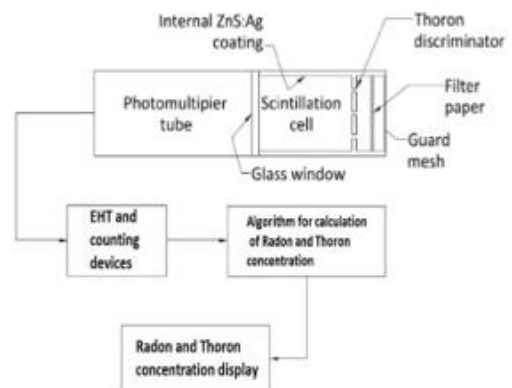 Internal ZnS:Ag
coating
Thoron
discriminator
Photomultipier
tube
Scintillation
cell
Filter
paper
Guard
mesh
Glass window
EHT and
counting
devices
Algorithm for calculation
of Radon and Thoron
concentration
Radon and Thoron
concentration display